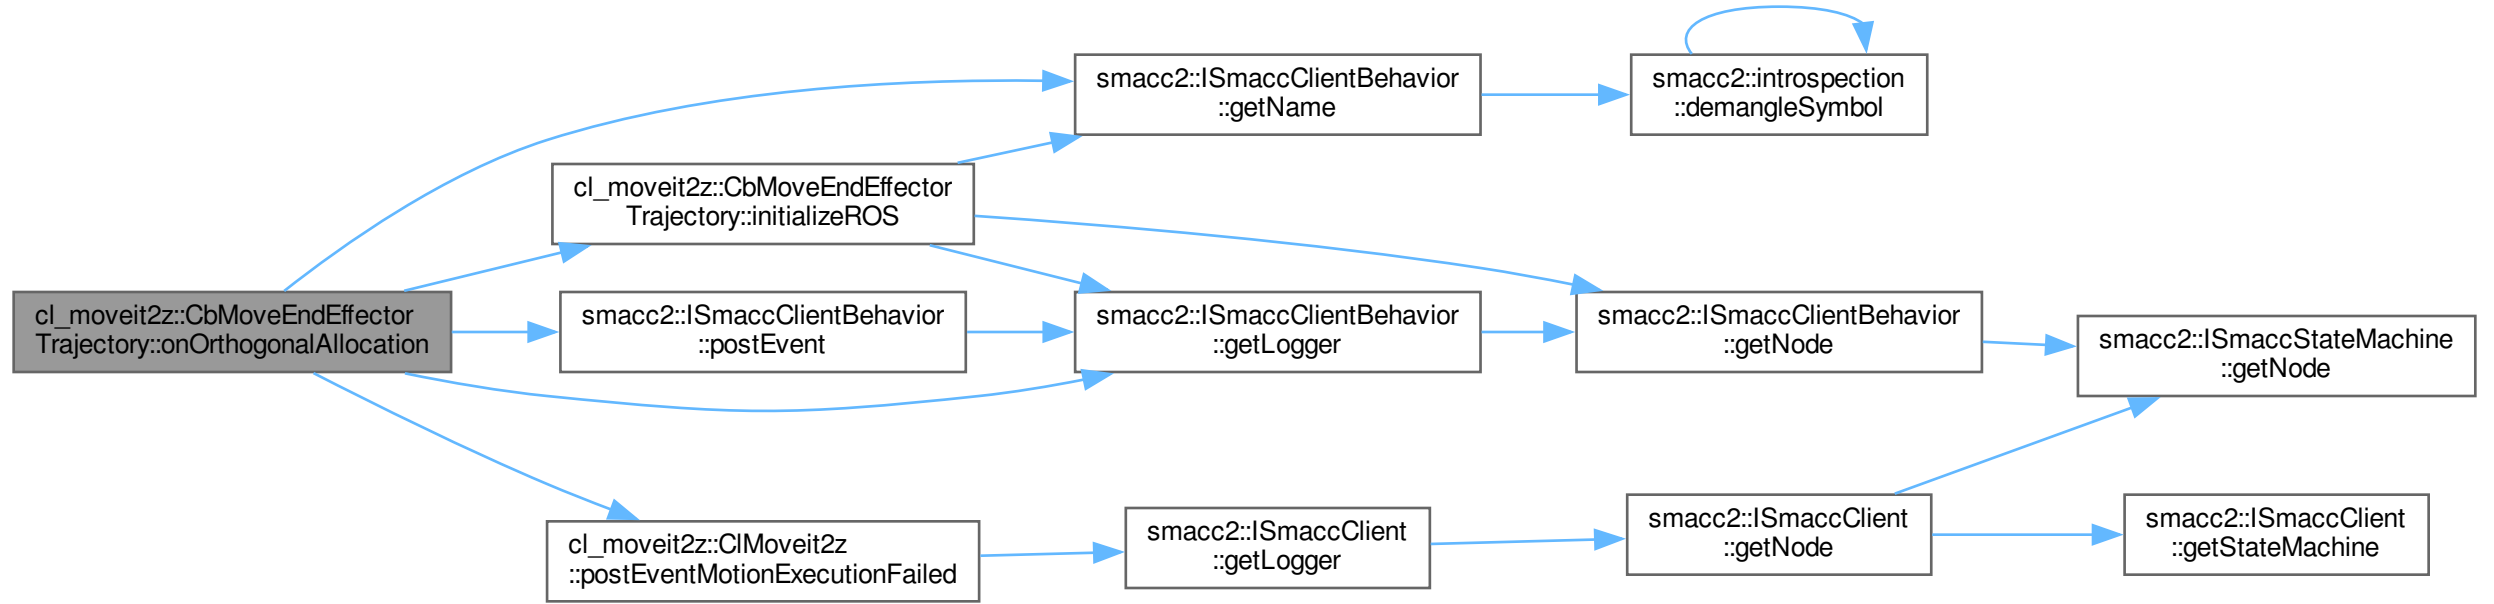 cl_moveit2z::CbMoveEndEffector
Trajectory::onOrthogonalAllocation
smacc2::ISmaccClientBehavior
::getName
smacc2::introspection
::demangleSymbol
cl_moveit2z::CbMoveEndEffector
Trajectory::initializeROS
smacc2::ISmaccClientBehavior
::postEvent
smacc2::ISmaccClientBehavior
::getLogger
smacc2::ISmaccClientBehavior
::getNode
smacc2::ISmaccStateMachine
::getNode
cl_moveit2z::ClMoveit2z
::postEventMotionExecutionFailed
smacc2::ISmaccClient
::getLogger
smacc2::ISmaccClient
::getNode
smacc2::ISmaccClient
::getStateMachine